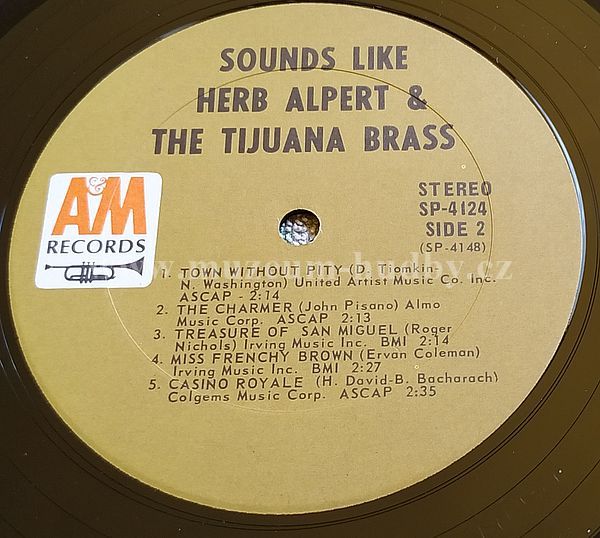 SOUNDS LIKE
HERB ALPERT &
THE TIJUANA BRASS
A&M
RECORDS
STEREO
SP-4124
SIDE 2
(SP-4148)
www.muzeum-hudby.cz
1. TOWN WITHOUT PITY (D. Tiomkin-
N. Washington) United Artist Music Co. Inc.
ASCAP - 2:14
2. THE CHARMER (John Pisano) Almo
Music Corp. ASCAP 2:13
3. TREASURE OF SAN MIGUEL (Roger
Nichols) Irving Music Inc. BMI 2:14
4. MISS FRENCHY BROWN (Ervan Coleman)
Irving Music Inc. BMI 2:27
5. CASINO ROYALE (H. David-B. Bacharach)
Colgems Music Corp. ASCAP 2:35